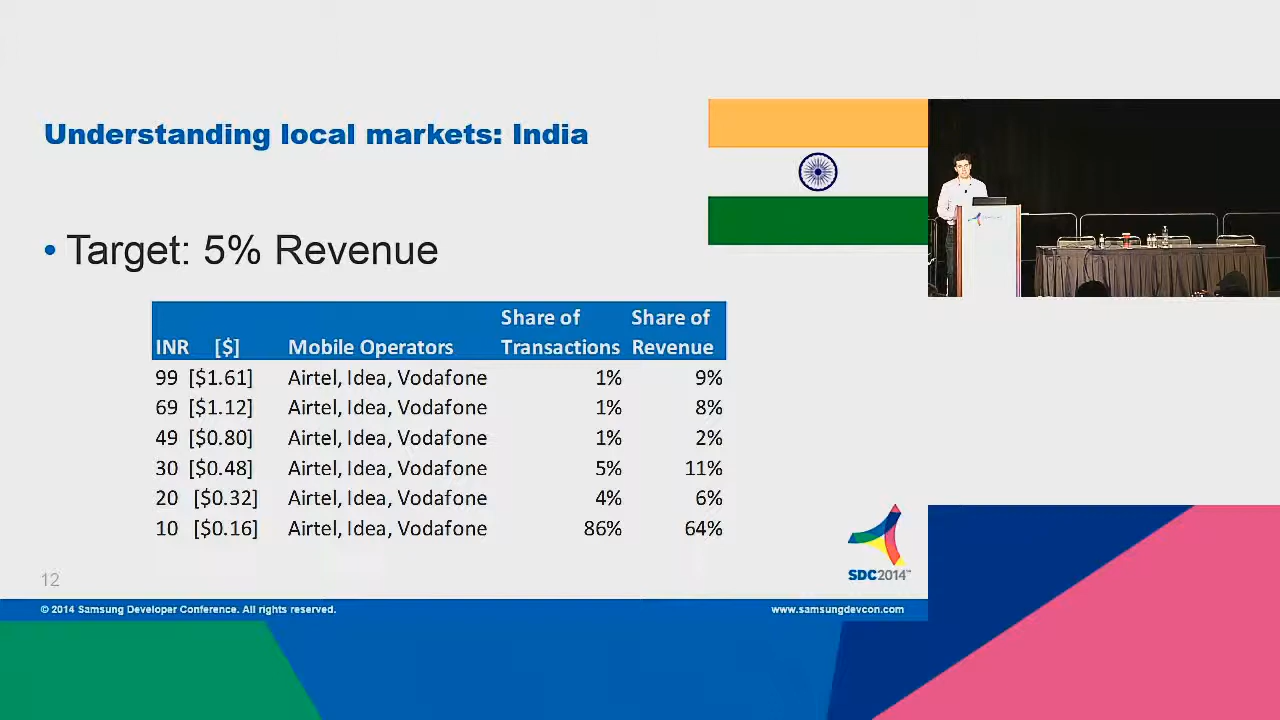 Understanding local markets: India
• Target: 5% Revenue
INR [$] Mobile Operators Share of Transactions Share of Revenue
99 [$1.61] Airtel, Idea, Vodafone 1% 9%
69 [$1.12] Airtel, Idea, Vodafone 1% 8%
49 [$0.80] Airtel, Idea, Vodafone 1% 2%
30 [$0.48] Airtel, Idea, Vodafone 5% 11%
20 [$0.32] Airtel, Idea, Vodafone 4% 6%
10 [$0.16] Airtel, Idea, Vodafone 86% 64%
SDC2014™
12
© 2014 Samsung Developer Conference. All rights reserved.
www.samsungdevcon.com